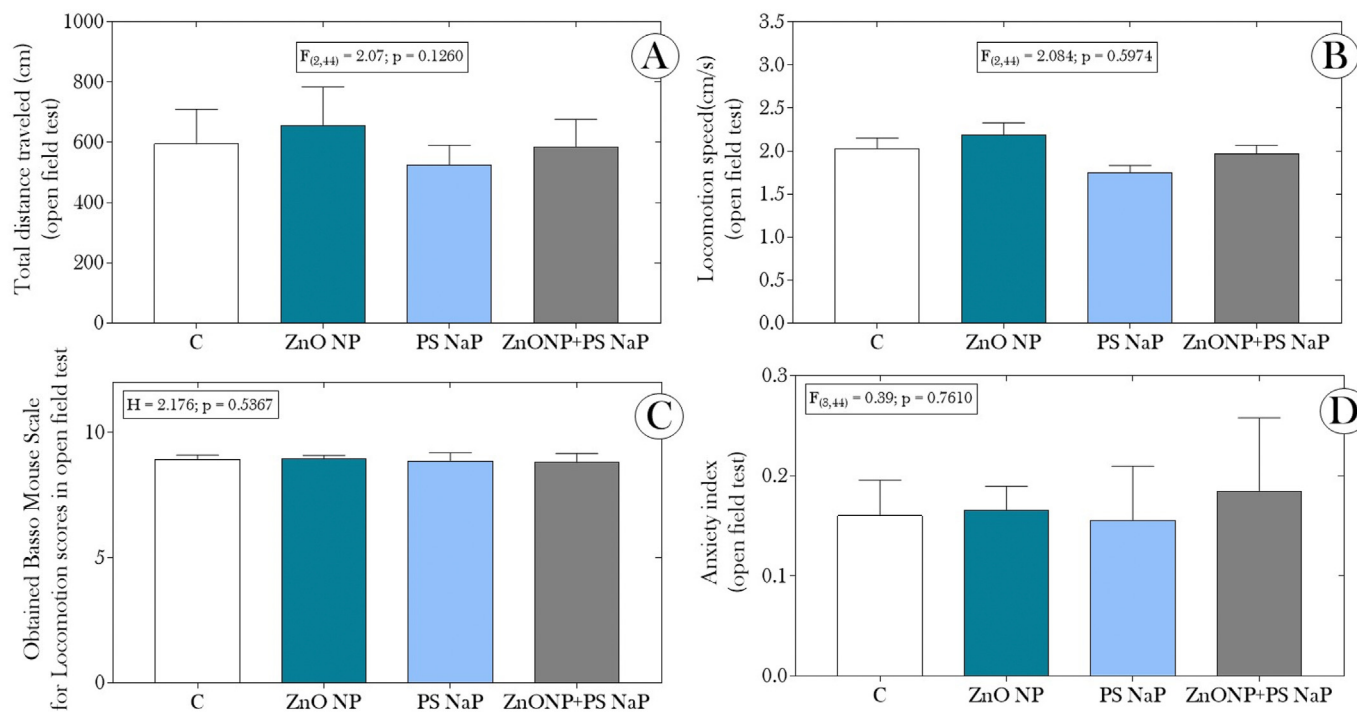 Total distance traveled (cm)
(open field test)
1000
800
600
400
200
0
F(2,44) = 2.07; p = 0.1260
A
C
ZnO NP
PS NaP
ZnONP+PS NaP
Locomotion speed(cm/s)
(open field test)
3.5
3.0
2.5
2.0
1.5
1.0
0.5
0.0
F(2,44) = 2.084; p = 0.5974
B
C
ZnO NP
PS NaP
ZnONP+PS NaP
Obtained Basso Mouse Scale
for Locomotion scores in open field test
10
5
0
H = 2.176; p = 0.5367
C
C
ZnO NP
PS NaP
ZnONP+PS NaP
Anxiety index
(open field test)
0.3
0.2
0.1
0.0
F(3,44) = 0.39; p = 0.7610
D
C
ZnO NP
PS NaP
ZnONP+PS NaP